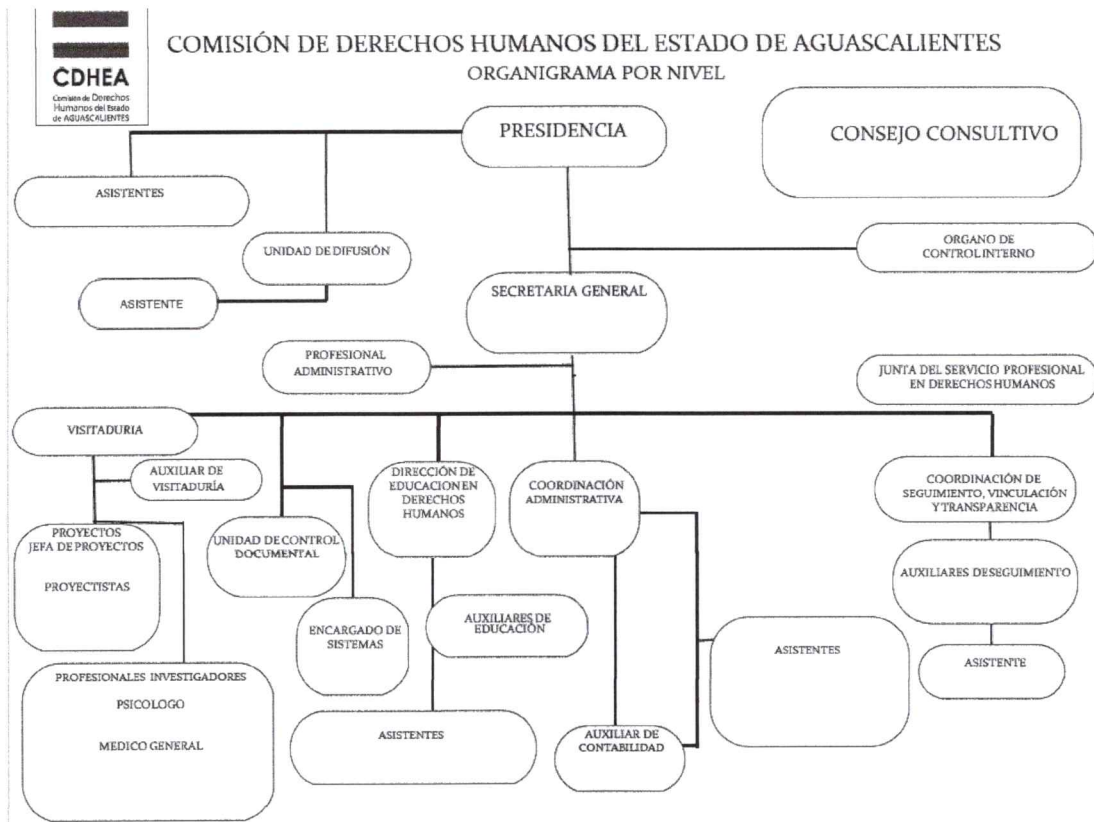 CDHEA
Comisión de Derechos
Humanos del Estado
de AGUASCALIENTES
COMISIÓN DE DERECHOS HUMANOS DEL ESTADO DE AGUASCALIENTES
ORGANIGRAMA POR NIVEL
PRESIDENCIA
CONSEJO CONSULTIVO
ASISTENTES
UNIDAD DE DIFUSIÓN
ORGANO DE
CONTROL INTERNO
ASISTENTE
SECRETARIA GENERAL
PROFESIONAL
ADMINISTRATIVO
JUNTA DEL SERVICIO PROFESIONAL
EN DERECHOS HUMANOS
VISITADURIA
AUXILIAR DE
VISITADURÍA
DIRECCIÓN DE
EDUCACION EN
DERECHOS
HUMANOS
COORDINACIÓN
ADMINISTRATIVA
COORDINACIÓN DE
SEGUIMIENTO, VINCULACIÓN
Y TRANSPARENCIA
PROYECTOS
JEFA DE PROYECTOS
PROYECTISTAS
UNIDAD DE CONTROL
DOCUMENTAL
AUXILIARES DE SEGUIMIENTO
ENCARGADO DE
SISTEMAS
AUXILIARES DE
EDUCACIÓN
ASISTENTES
ASISTENTE
PROFESIONALES INVESTIGADORES
PSICOLOGO
MEDICO GENERAL
ASISTENTES
AUXILIAR DE
CONTABILIDAD